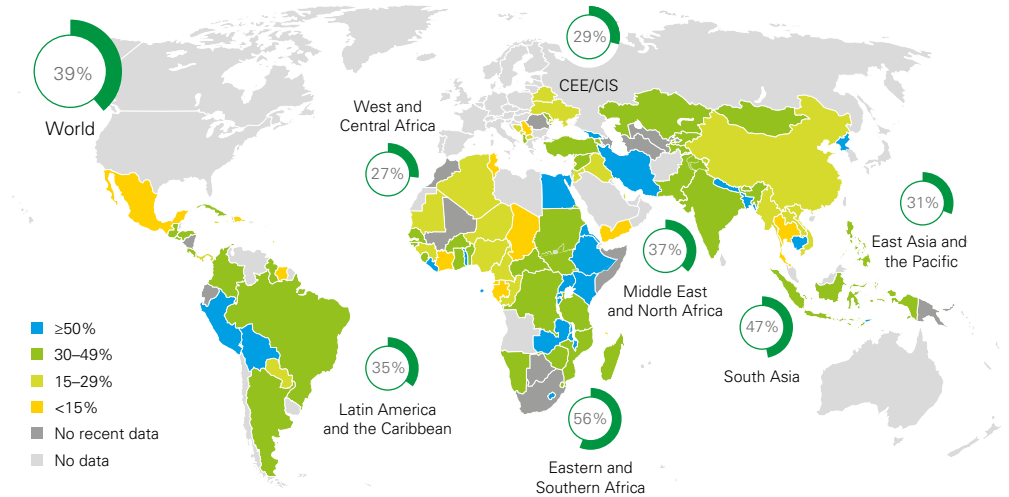 39%
World
29%
CEE/CIS
West and
Central Africa
27%
31%
East Asia and
the Pacific
37%
Middle East
and North Africa
47%
South Asia
35%
Latin America
and the Caribbean
56%
Eastern and
Southern Africa
≥50%
30–49%
15–29%
<15%
No recent data
No data